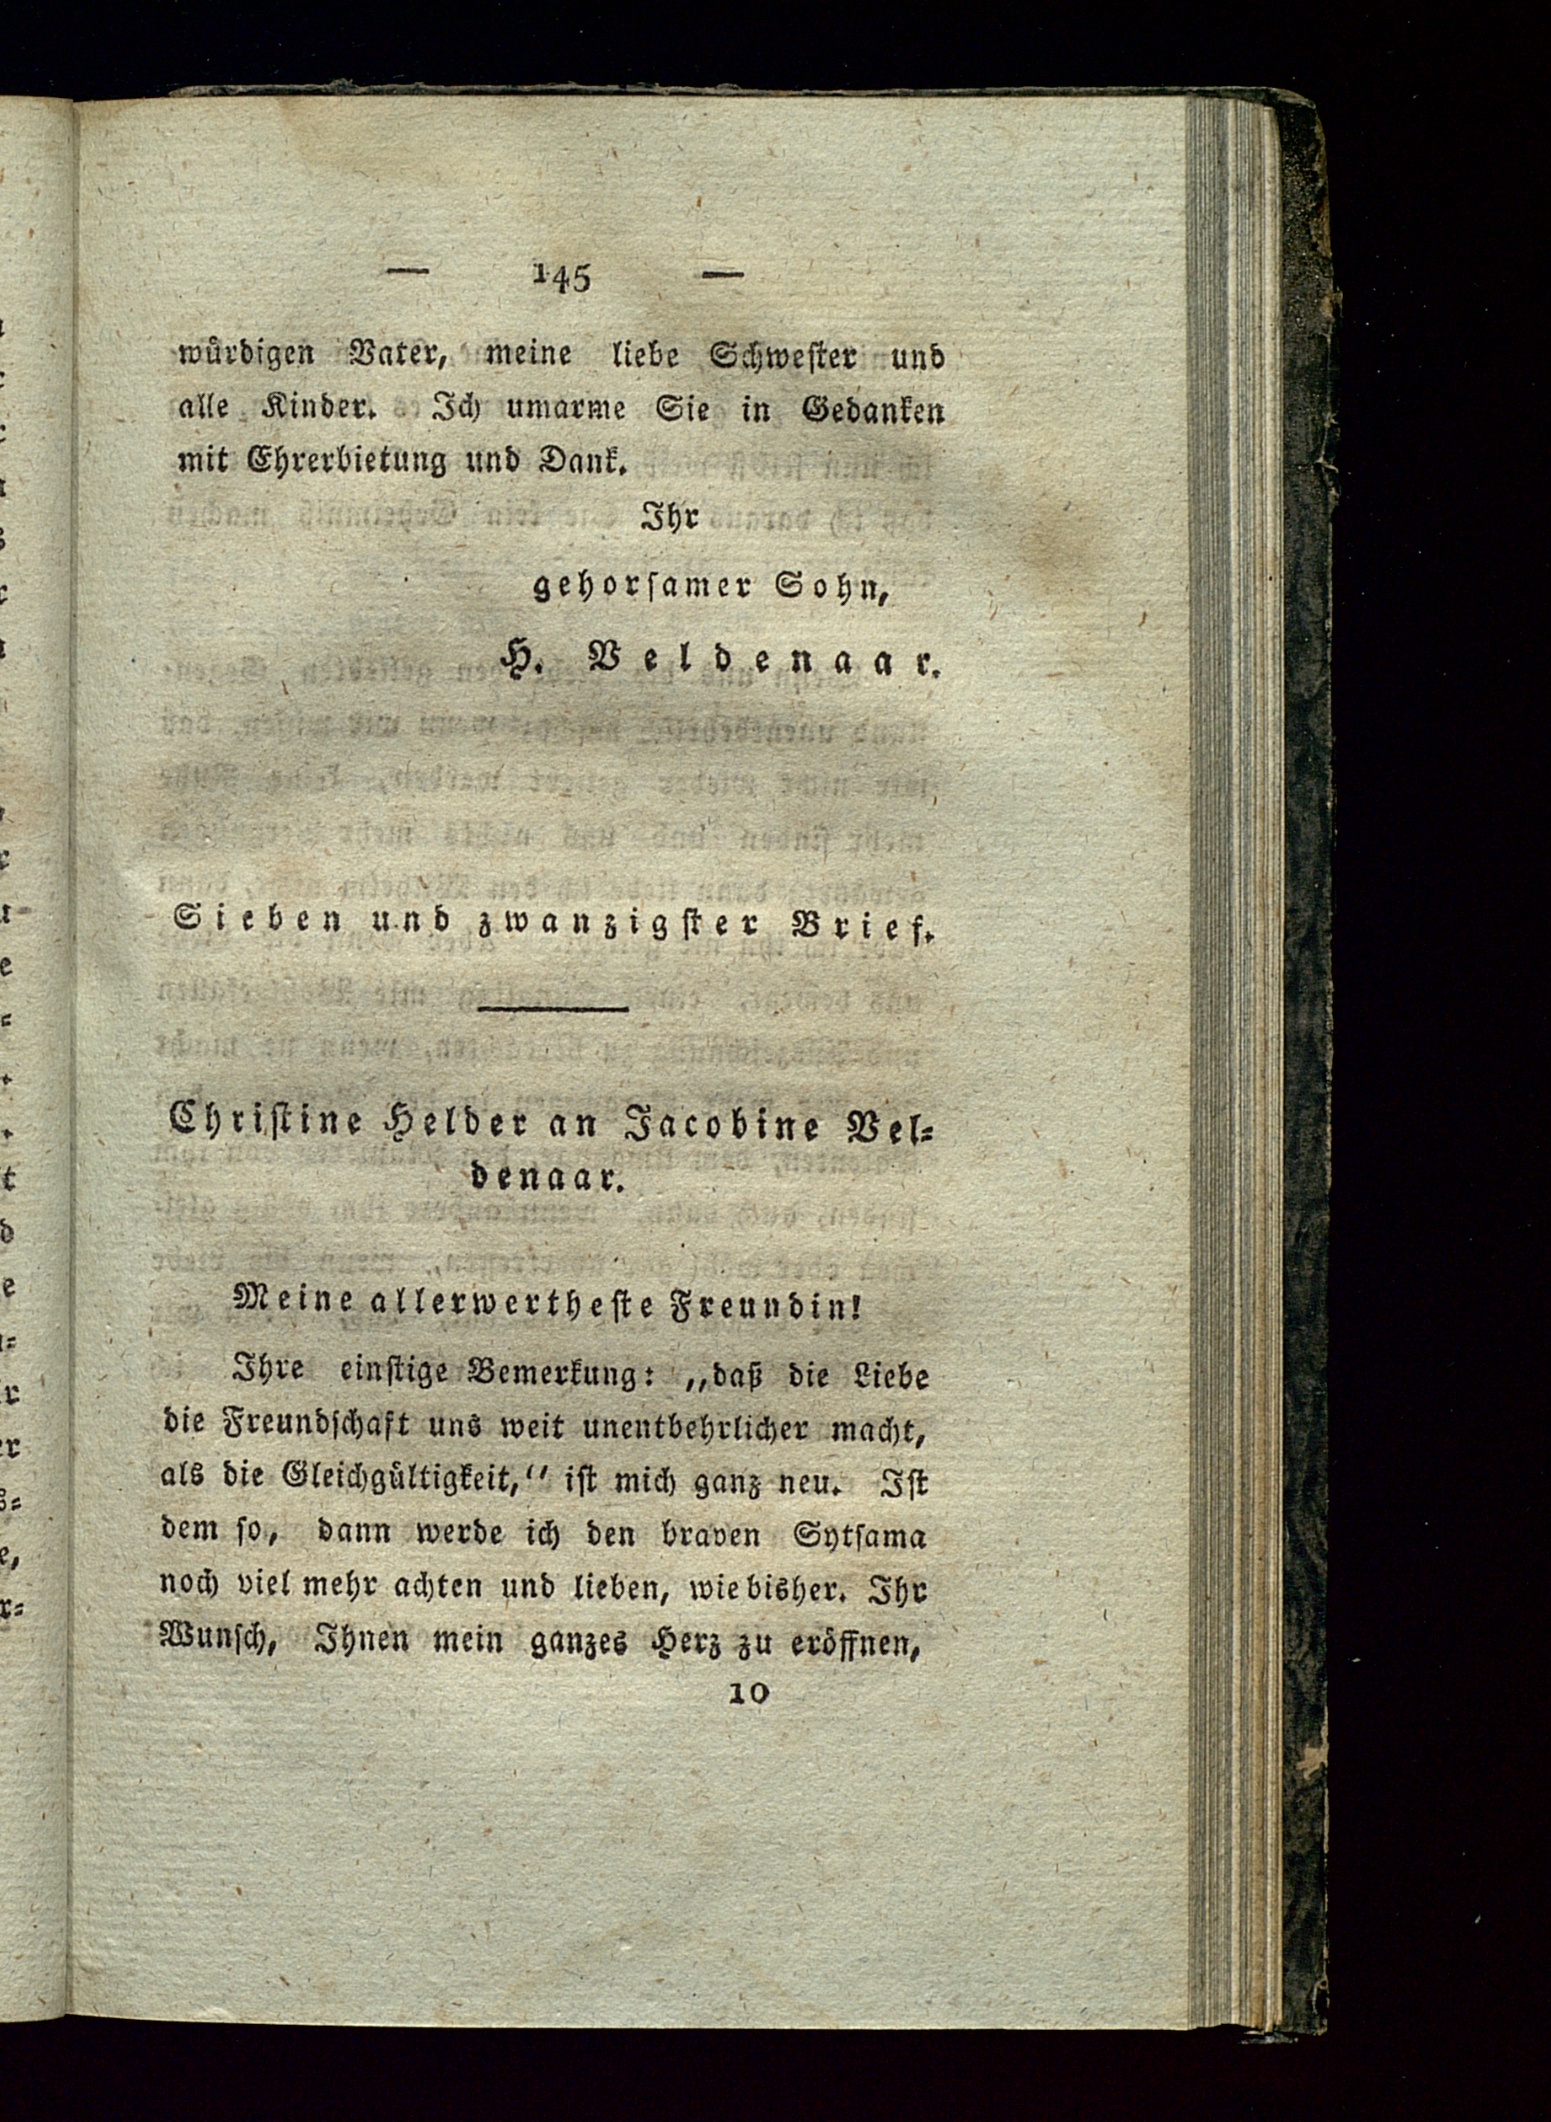 — 145 —
würdigen Vater, meine liebe Schwester und
alle Kinder. Ich umarme Sie in Gedanken
mit Ehrerbietung und Dank.
Ihr
gehorsamer Sohn,
H. Veldenaar.
Sieben und zwanzigster Brief.
Christine Helder an Jacobine Vel-
denaar.
Meine allerwertheste Freundin!
Ihre einstige Bemerkung: „daß die Liebe
die Freundschaft uns weit unentbehrlicher macht,
als die Gleichgültigkeit,“ ist mich ganz neu. Ist
dem so, dann werde ich den braven Sytsama
noch viel mehr achten und lieben, wie bisher. Ihr
Wunsch, Ihnen mein ganzes Herz zu eröffnen,
10